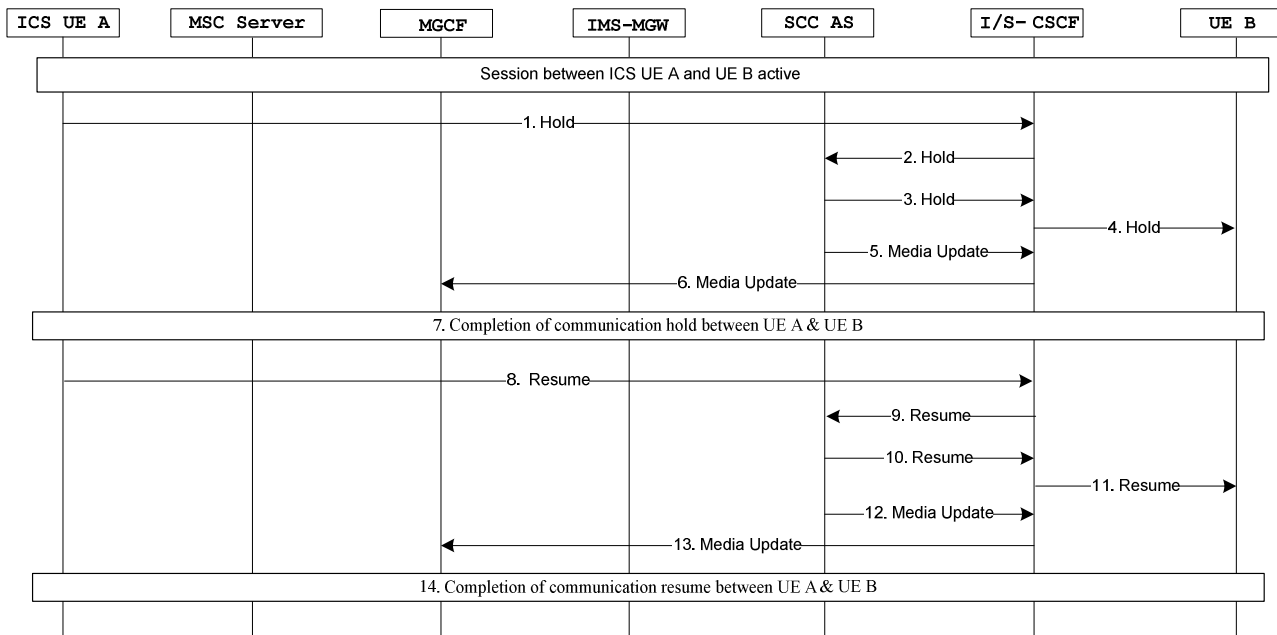 ICS UE A
MSC Server
MGCF
IMS-MGW
SCC AS
I/S- CSCF
UE B
Session between ICS UE A and UE B active
1. Hold
2. Hold
3. Hold
4. Hold
5. Media Update
6. Media Update
7. Completion of communication hold between UE A & UE B
8. Resume
9. Resume
10. Resume
11. Resume
12. Media Update
13. Media Update
14. Completion of communication resume between UE A & UE B